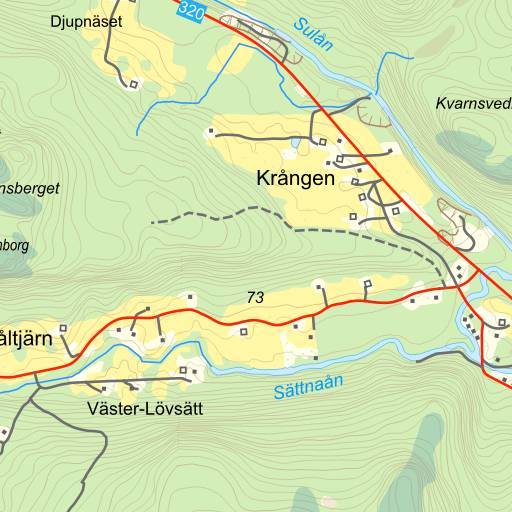 Djupnäset
320
Sulån
Kvarnsved
Krången
nsberget
nborg
73
åltjärn
Sättnaån
Väster-Lövsätt